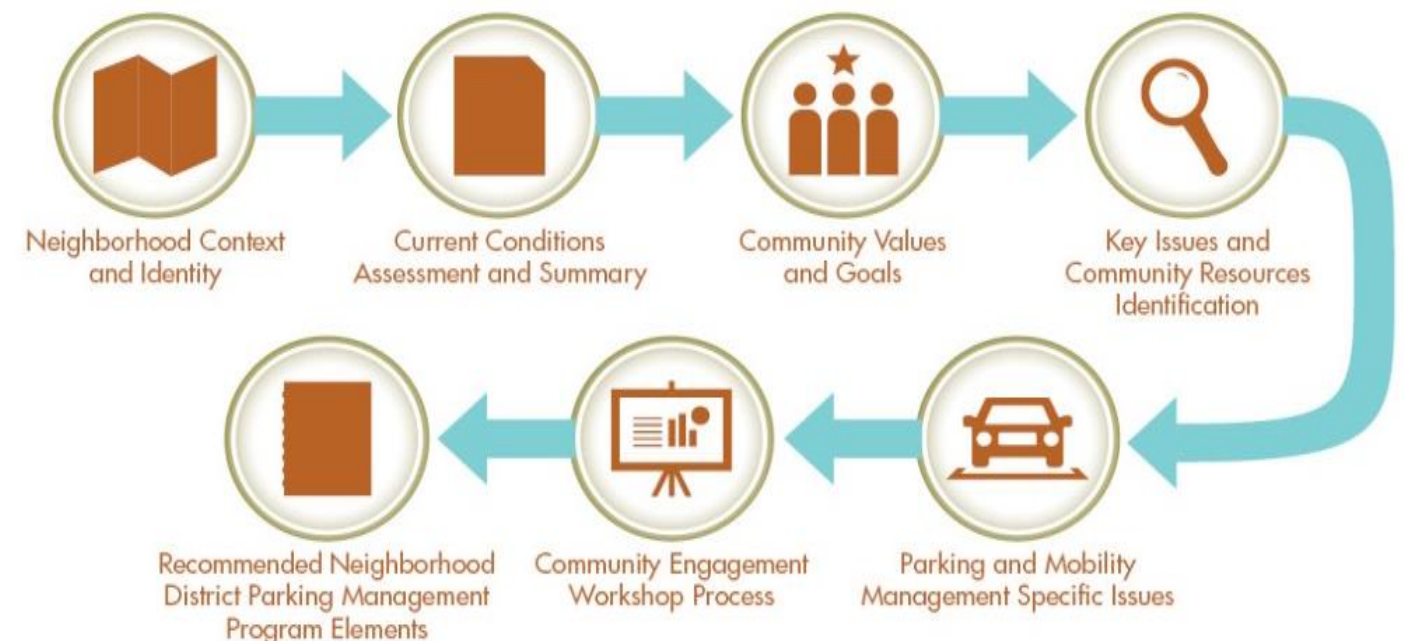 Neighborhood Context
and Identity
Current Conditions
Assessment and Summary
Community Values
and Goals
Key Issues and
Community Resources
Identification
Parking and Mobility
Management Specific Issues
Community Engagement
Workshop Process
Recommended Neighborhood
District Parking Management
Program Elements